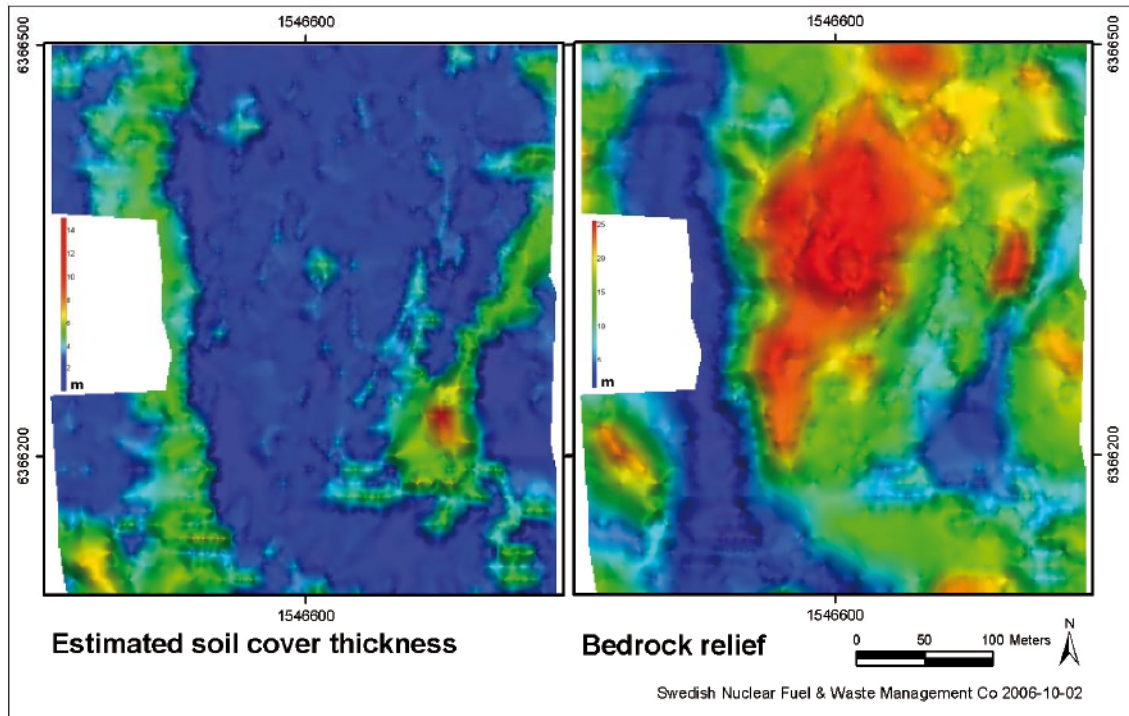 1546600 1546600
6366500
6366500
14
12
10
8
6
4
2
m
25
20
15
10
5
m
6366200
6366200
1546600 1546600
Estimated soil cover thickness
Bedrock relief
0 50 100 Meters
N
Swedish Nuclear Fuel & Waste Management Co 2006-10-02